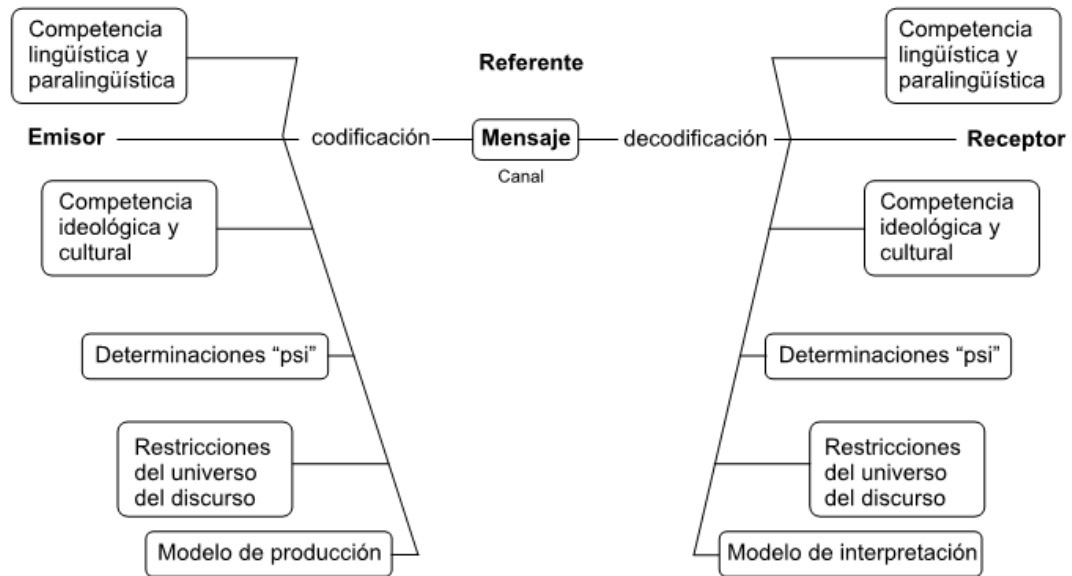 Competencia
lingüística y
paralingüística
Referente
Competencia
lingüística y
paralingüística
Emisor
codificación
Mensaje
decodificación
Receptor
Canal
Competencia
ideológica y
cultural
Competencia
ideológica y
cultural
Determinaciones “psi”
Determinaciones “psi”
Restricciones
del universo
del discurso
Restricciones
del universo
del discurso
Modelo de producción
Modelo de interpretación